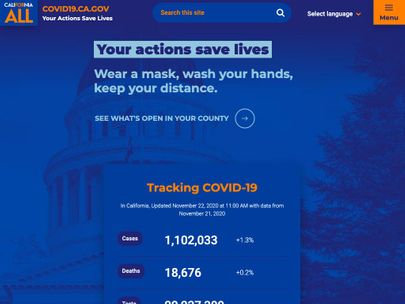 CALIFORNIA
ALL
COVID19.CA.GOV
Your Actions Save Lives
Search this site
Select language
Menu
Your actions save lives
Wear a mask, wash your hands,
keep your distance.
SEE WHAT'S OPEN IN YOUR COUNTY
Tracking COVID-19
In California, Updated November 22, 2020 at 11:00 AM with data from
November 21, 2020
Cases
1,102,033
+1.3%
Deaths
18,676
+0.2%